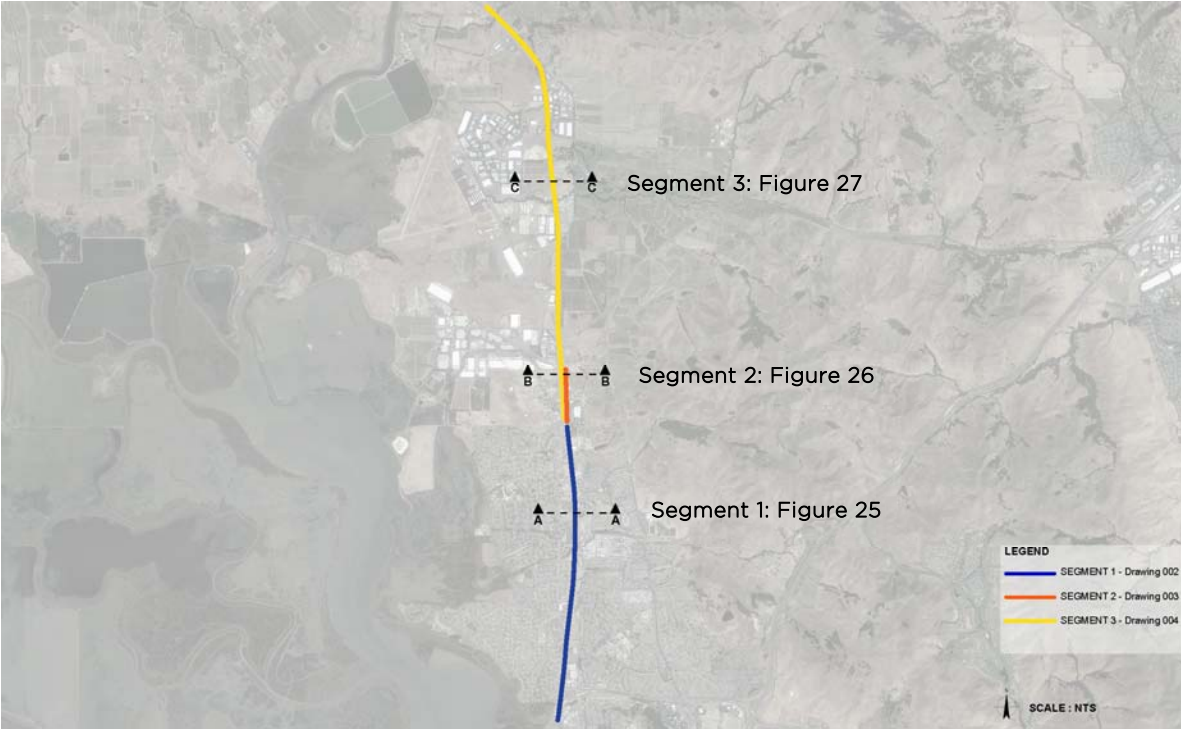 C C Segment 3: Figure 27
B B Segment 2: Figure 26
A A Segment 1: Figure 25
LEGEND
SEGMENT 1 - Drawing 002
SEGMENT 2 - Drawing 003
SEGMENT 3 - Drawing 004
SCALE : NTS